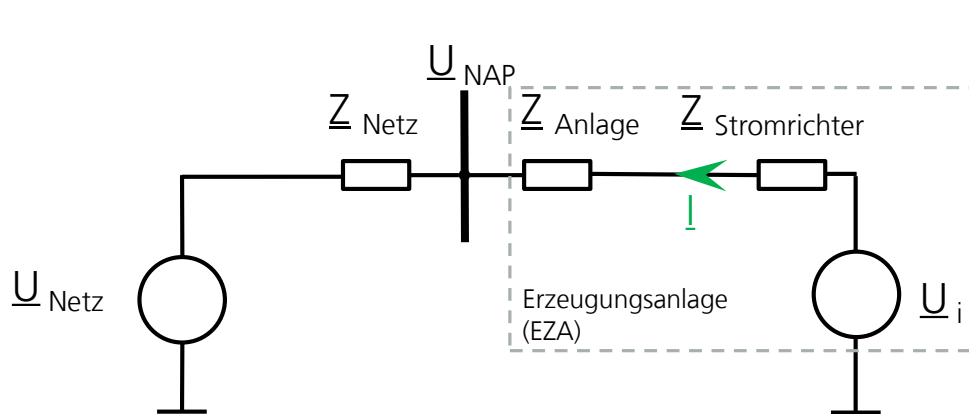 U NAP
Z Netz
Z Anlage
Z Stromrichter
I
U Netz
Erzeugungsanlage
(EZA)
U i